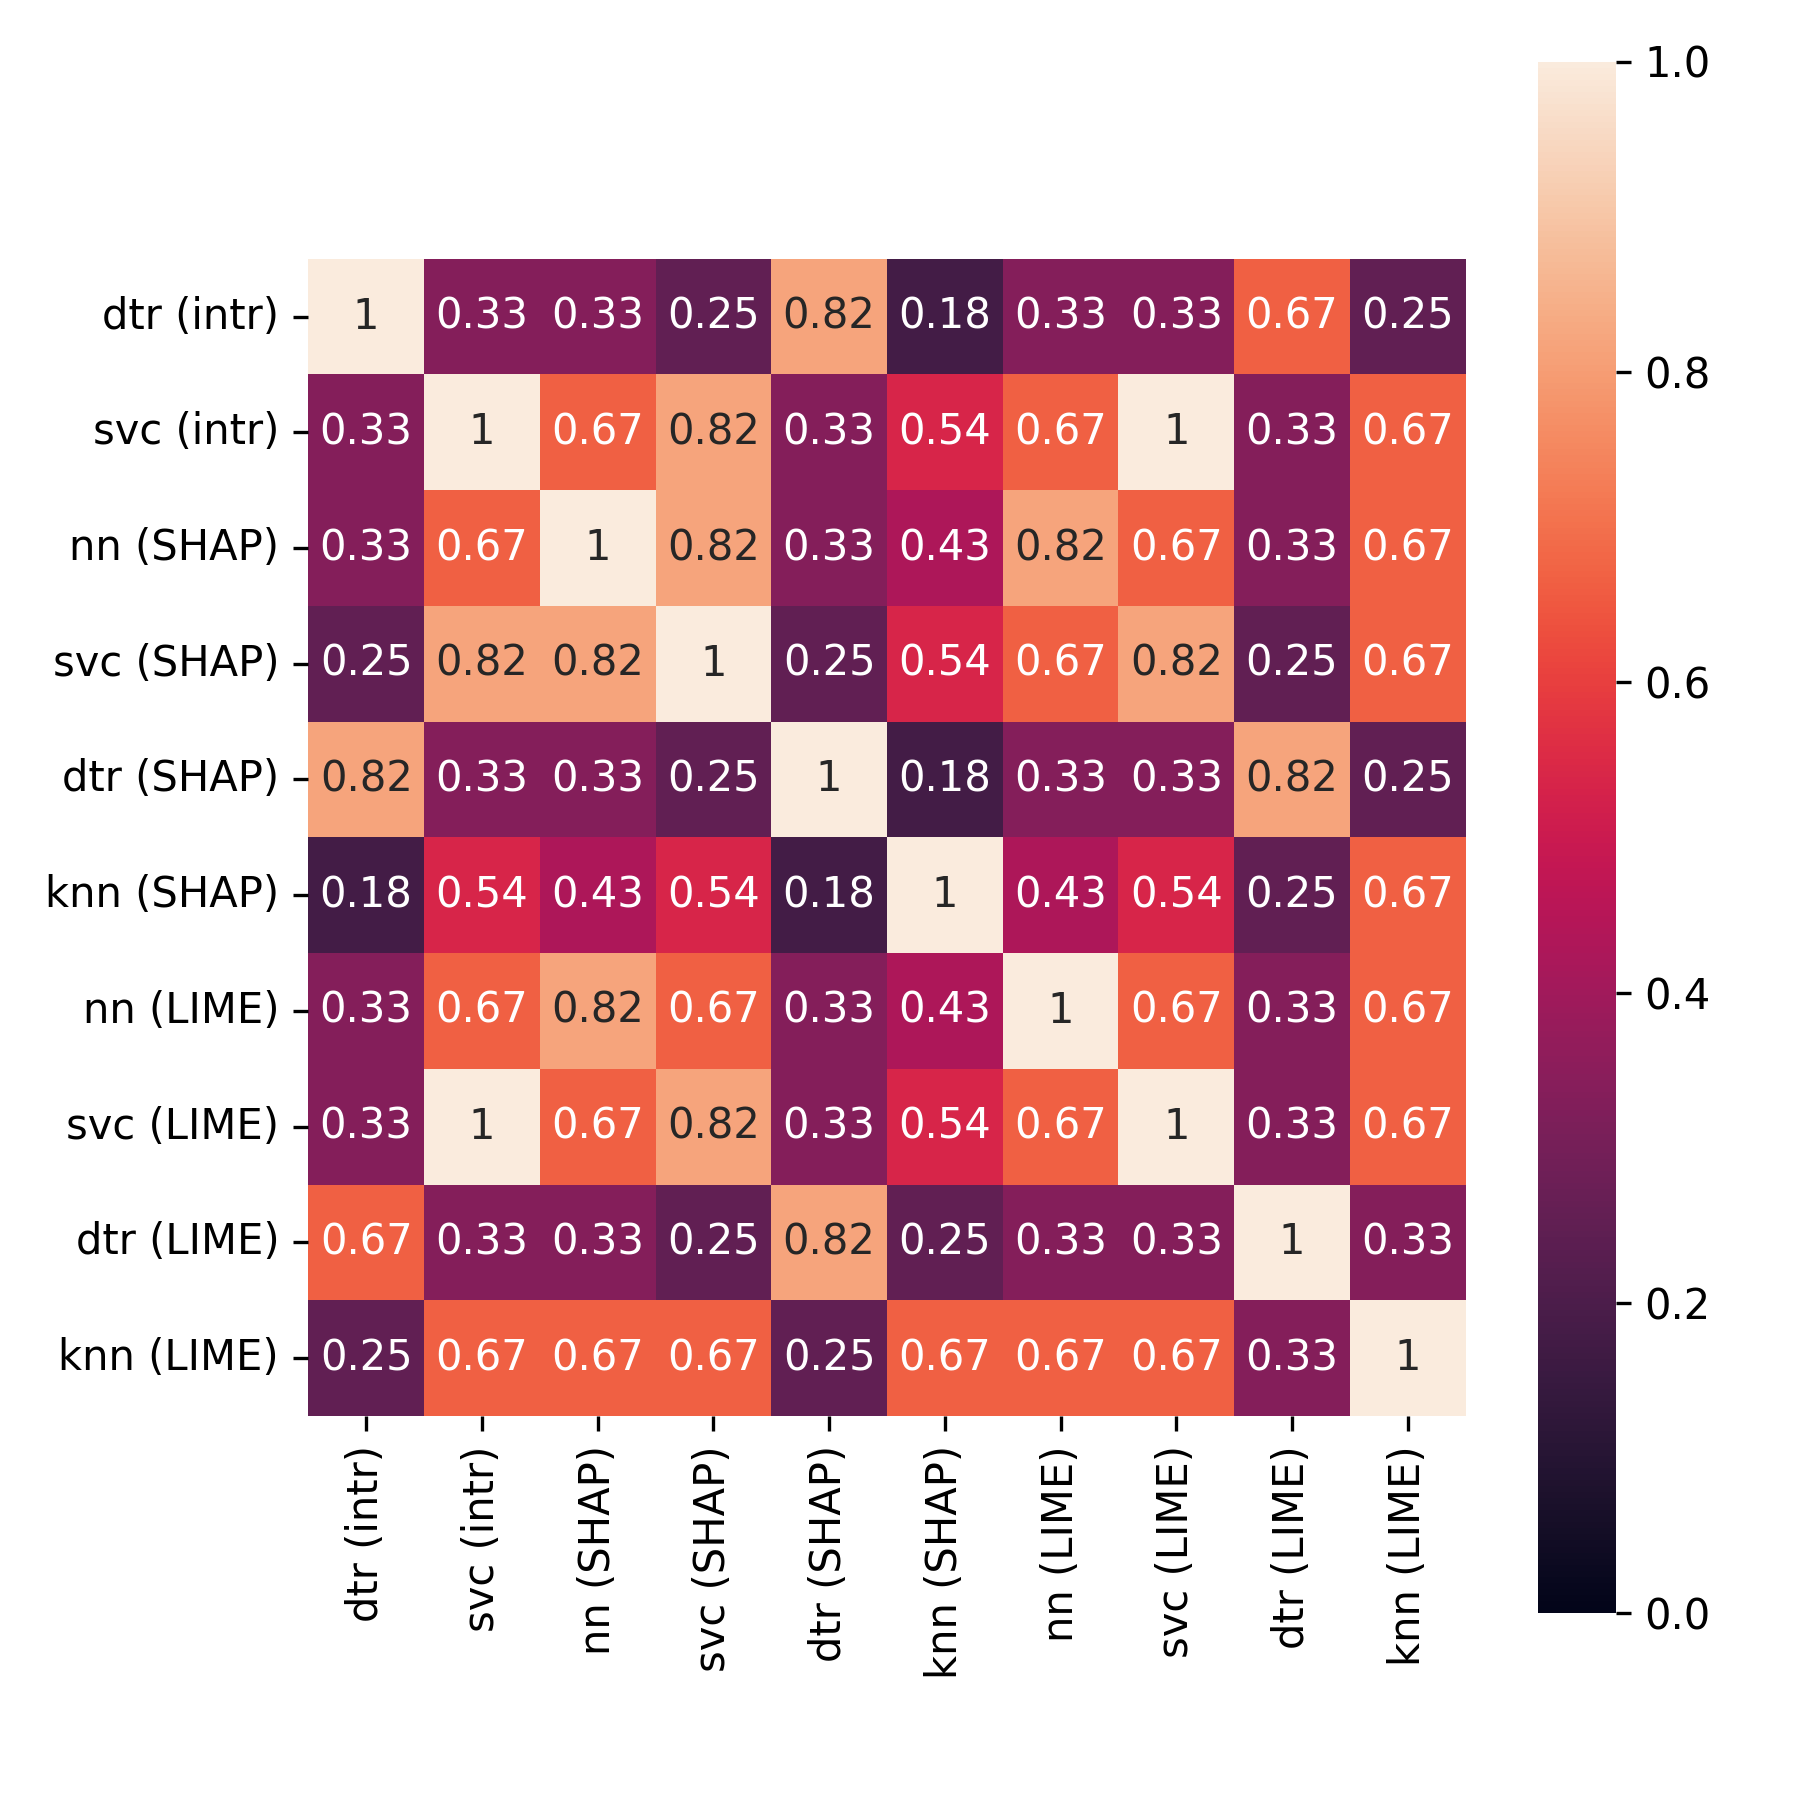 1.0
dtr (intr) 1 0.33 0.33 0.25 0.82 0.18 0.33 0.33 0.67 0.25
0.8
svc (intr) 0.33 1 0.67 0.82 0.33 0.54 0.67 1 0.33 0.67
nn (SHAP) 0.33 0.67 1 0.82 0.33 0.43 0.82 0.67 0.33 0.67
svc (SHAP) 0.25 0.82 0.82 1 0.25 0.54 0.67 0.82 0.25 0.67
0.6
dtr (SHAP) 0.82 0.33 0.33 0.25 1 0.18 0.33 0.33 0.82 0.25
knn (SHAP) 0.18 0.54 0.43 0.54 0.18 1 0.43 0.54 0.25 0.67
0.4
nn (LIME) 0.33 0.67 0.82 0.67 0.33 0.43 1 0.67 0.33 0.67
svc (LIME) 0.33 1 0.67 0.82 0.33 0.54 0.67 1 0.33 0.67
dtr (LIME) 0.67 0.33 0.33 0.25 0.82 0.25 0.33 0.33 1 0.33
0.2
knn (LIME) 0.25 0.67 0.67 0.67 0.25 0.67 0.67 0.67 0.33 1
0.0
dtr (intr)
svc (intr)
nn (SHAP)
svc (SHAP)
dtr (SHAP)
knn (SHAP)
nn (LIME)
svc (LIME)
dtr (LIME)
knn (LIME)